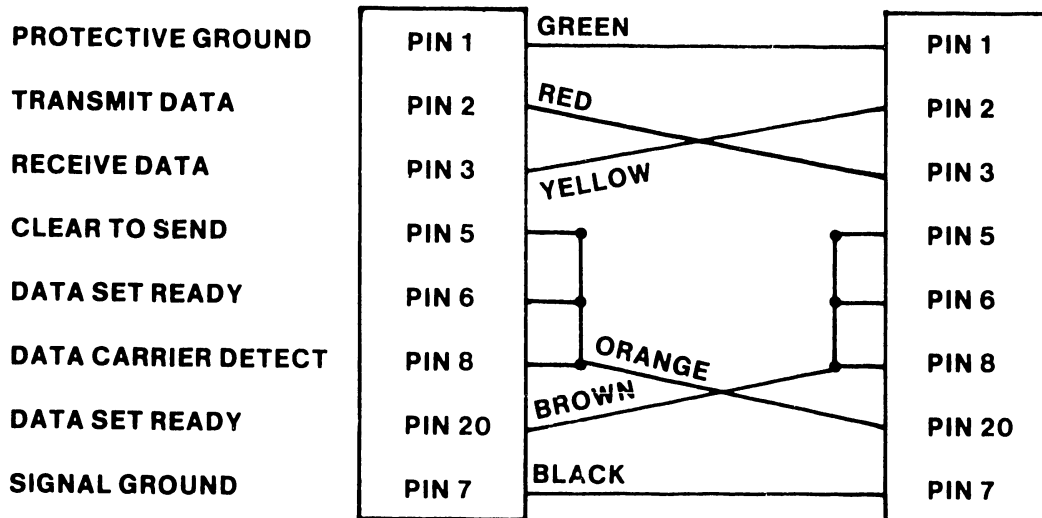 PROTECTIVE GROUND PIN 1 GREEN PIN 1
TRANSMIT DATA PIN 2 RED PIN 2
RECEIVE DATA PIN 3 YELLOW PIN 3
CLEAR TO SEND PIN 5 PIN 5
DATA SET READY PIN 6 PIN 6
DATA CARRIER DETECT PIN 8 ORANGE PIN 8
DATA SET READY PIN 20 BROWN PIN 20
SIGNAL GROUND PIN 7 BLACK PIN 7